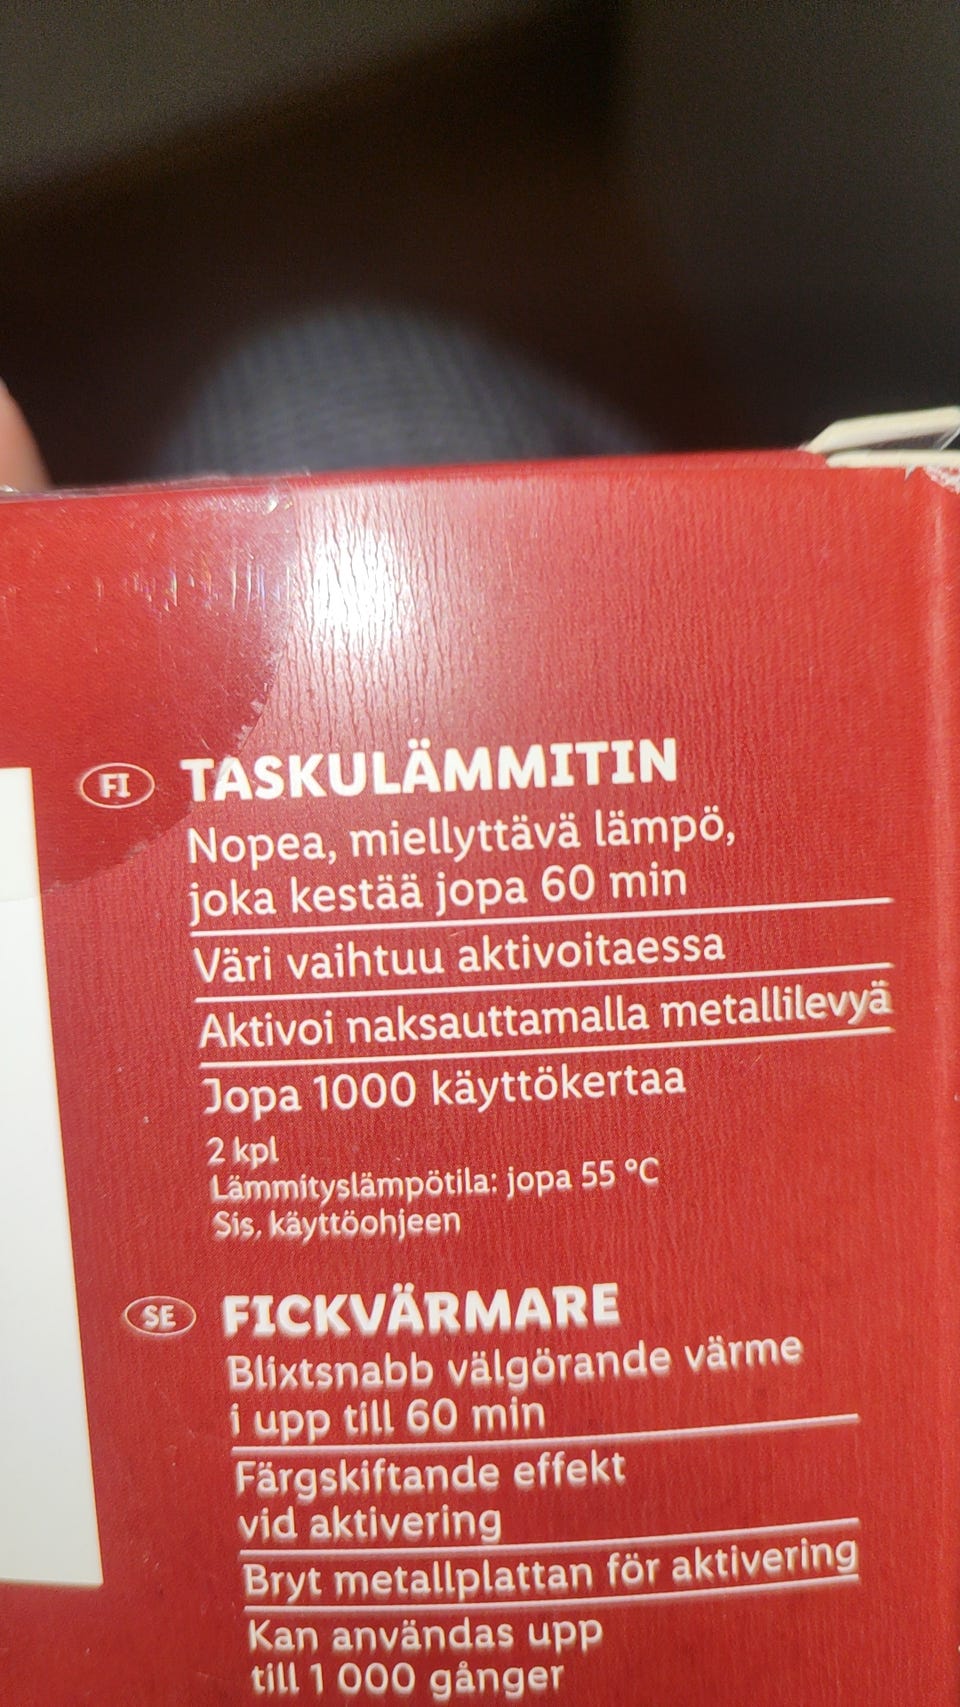 FI TASKULÄMMITIN
Nopea, miellyttävä lämpö,
joka kestää jopa 60 min
Väri vaihtuu aktivoitaessa
Aktivoi naksauttamalla metallilevyä
Jopa 1000 käyttökertaa
2 kpl
Lämmityslämpötila: jopa 55 °C
Sis. käyttöohjeen
SE FICKVÄRMARE
Blixtsnabb välgörande värme
i upp till 60 min
Färgskiftande effekt
vid aktivering
Bryt metallplattan för aktivering
Kan användas upp
till 1 000 gånger